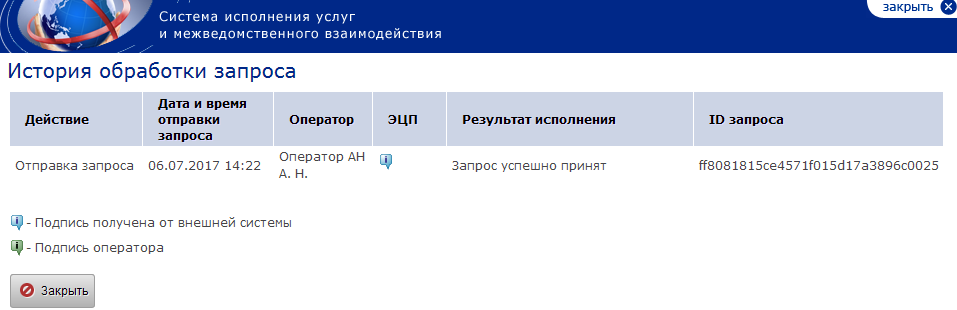 Система исполнения услуг
и межведомственного взаимодействия
закрыть
История обработки запроса
Действие
Дата и время
отправки
запроса
Оператор
ЭЦП
Результат исполнения
ID запроса
Отправка запроса
06.07.2017 14:22
Оператор АН
А. Н.
Запрос успешно принят
ff8081815ce4571f015d17a3896c0025
- Подпись получена от внешней системы
- Подпись оператора
Закрыть